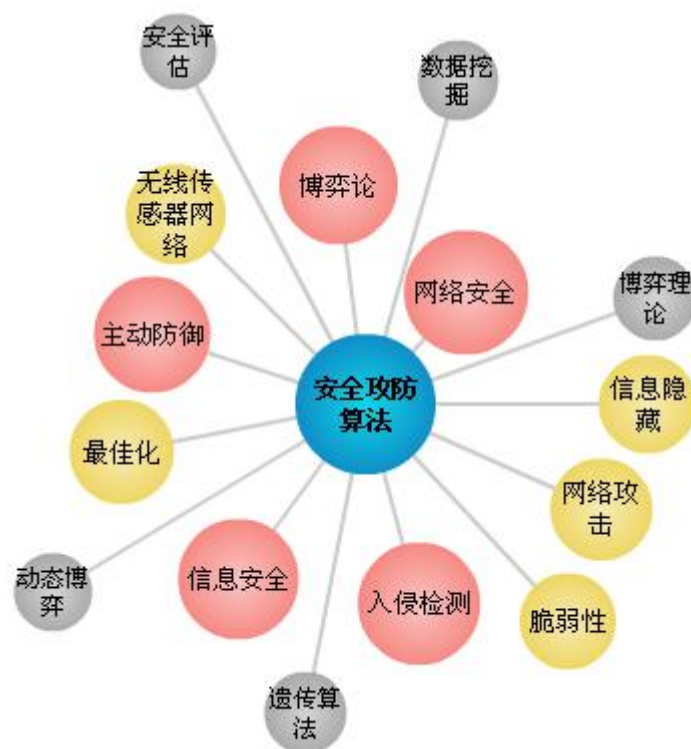 安全评
估
数据挖
掘
博弈论
无线传
感器网
络
网络安全
博弈理
论
主动防御
安全攻防
算法
信息隐
藏
最佳化
网络攻
击
动态博
弈
信息安全
入侵检测
脆弱性
遗传算
法